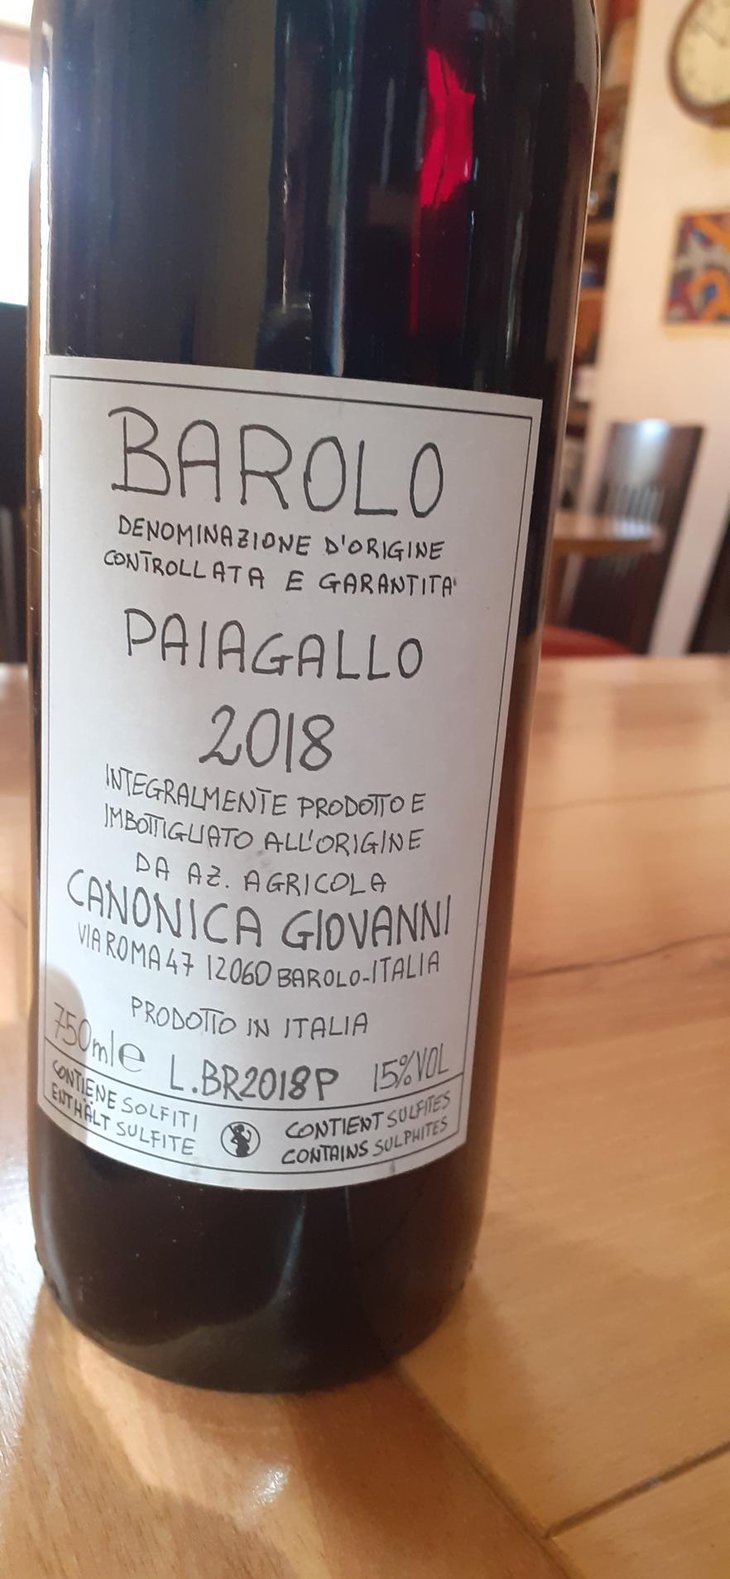 BAROLO
DENOMINAZIONE D'ORIGINE
CONTROLLATA E GARANTITA'
PAIAGALLO
2018
INTEGRALMENTE PRODOTTO E
IMBOTTIGLIATO ALL'ORIGINE
DA AZ. AGRICOLA
CANONICA GIOVANNI
VIA ROMA 47 12060 BAROLO-ITALIA
PRODOTTO IN ITALIA
750ml e L.BR2018P 15%VOL
CONTIENE SOLFITI
ENTHÄLT SULFITE
CONTIENT SULFITES
CONTAINS SULPHITES